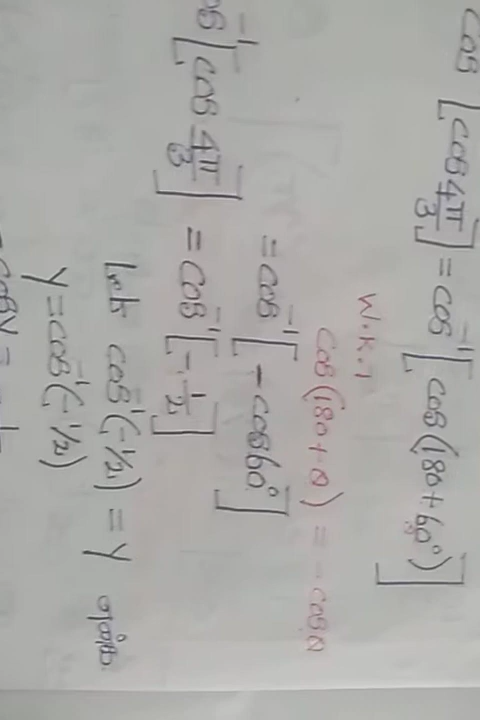 cos [cos 4π/3] = cos⁻¹ [cos(180 + 60°)]
W.K.T
cos(180 + θ) = - cosθ
= cos⁻¹ [- cos60°]
cos⁻¹ [cos 4π/3] = cos⁻¹ [- 1/2]
Let cos⁻¹(-1/2) = y என்க.
y = cos⁻¹(-1/2)